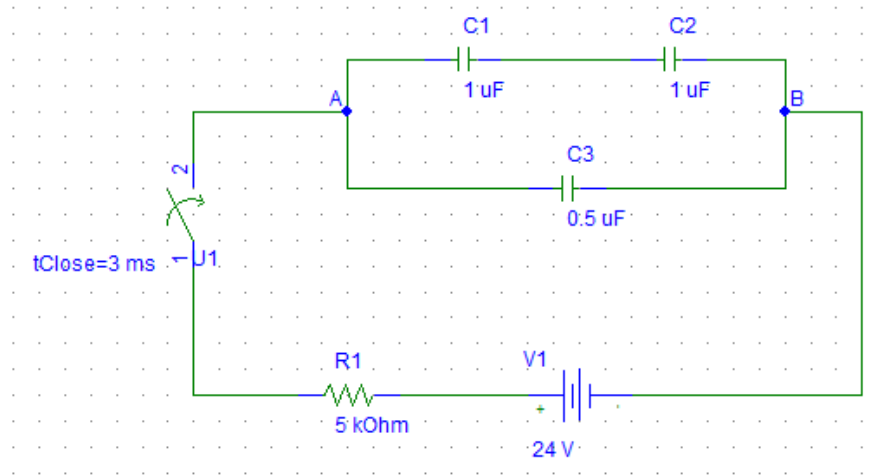 C1
C2
1 uF
1 uF
A
B
C3
0.5 uF
2
tClose=3 ms
1
U1
R1
V1
5 kOhm
+
-
24 V